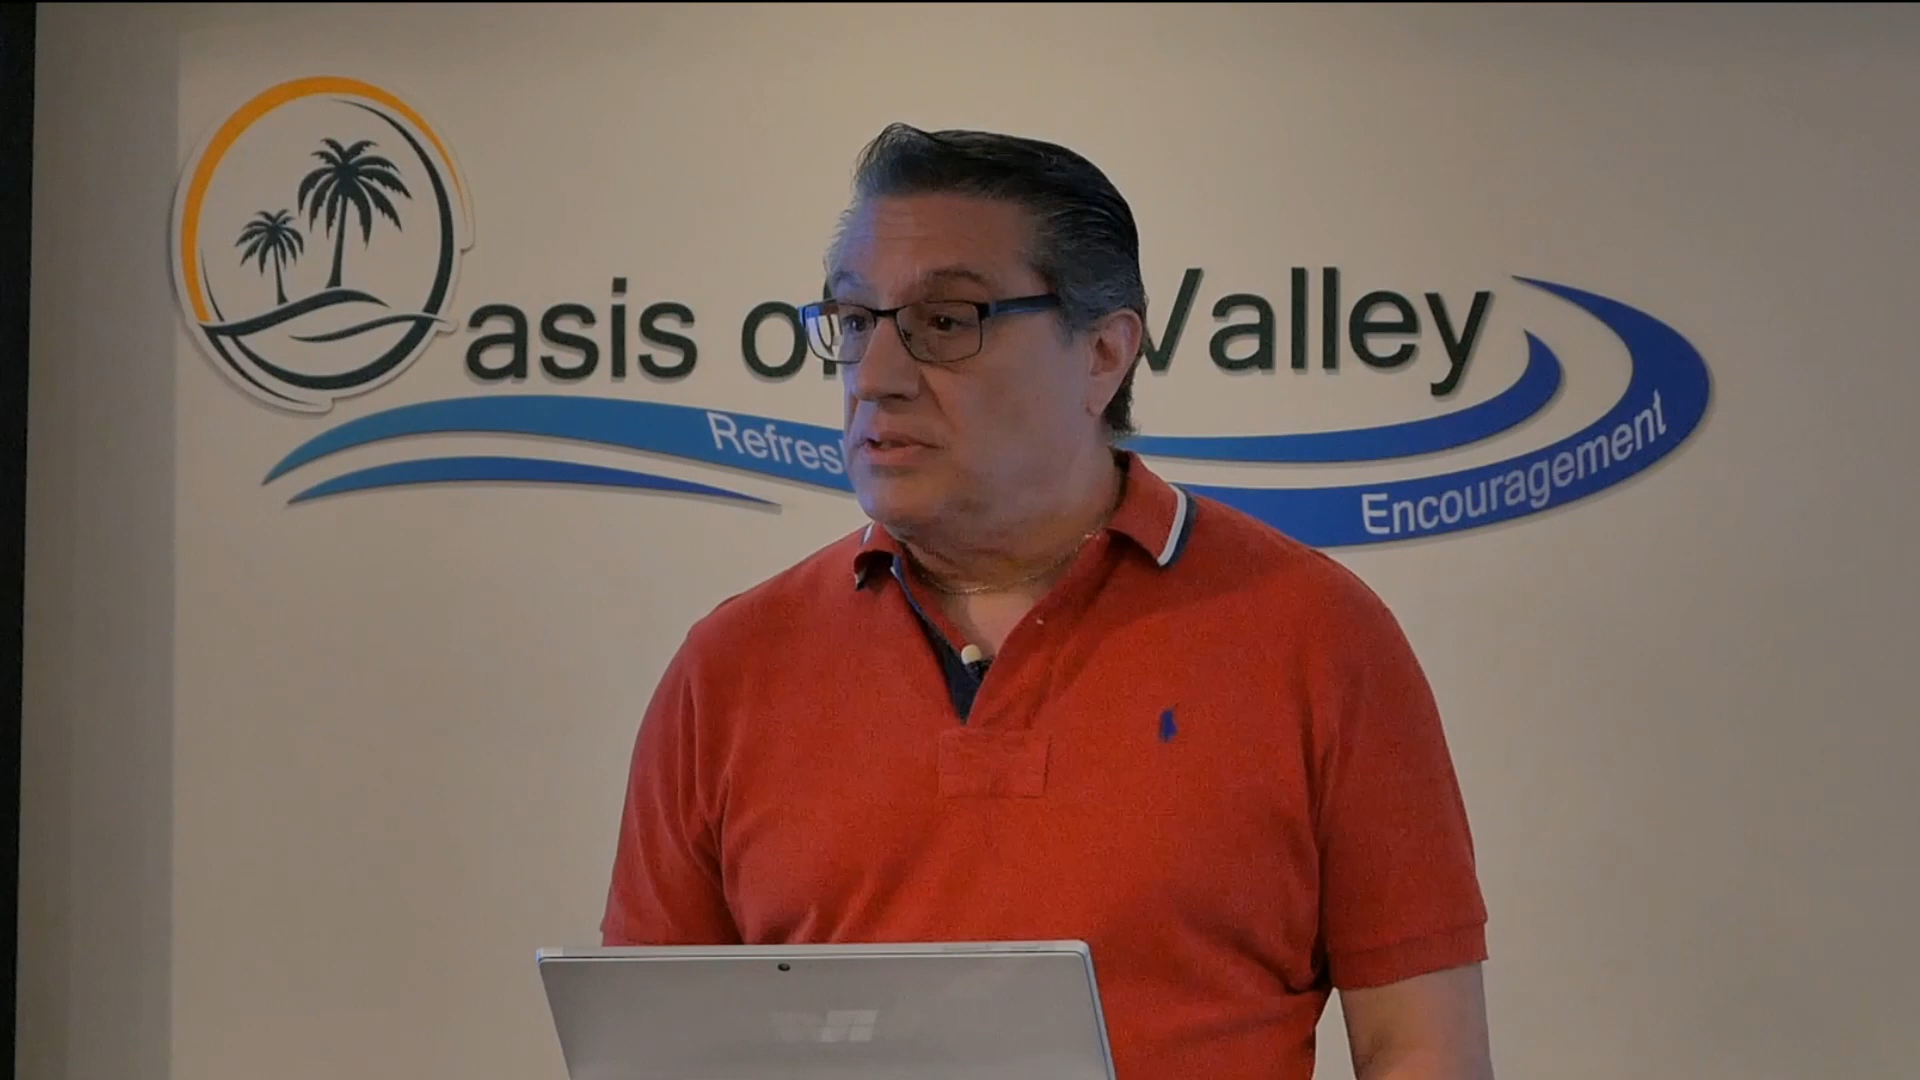 asis o Valley
Refres
Encouragement